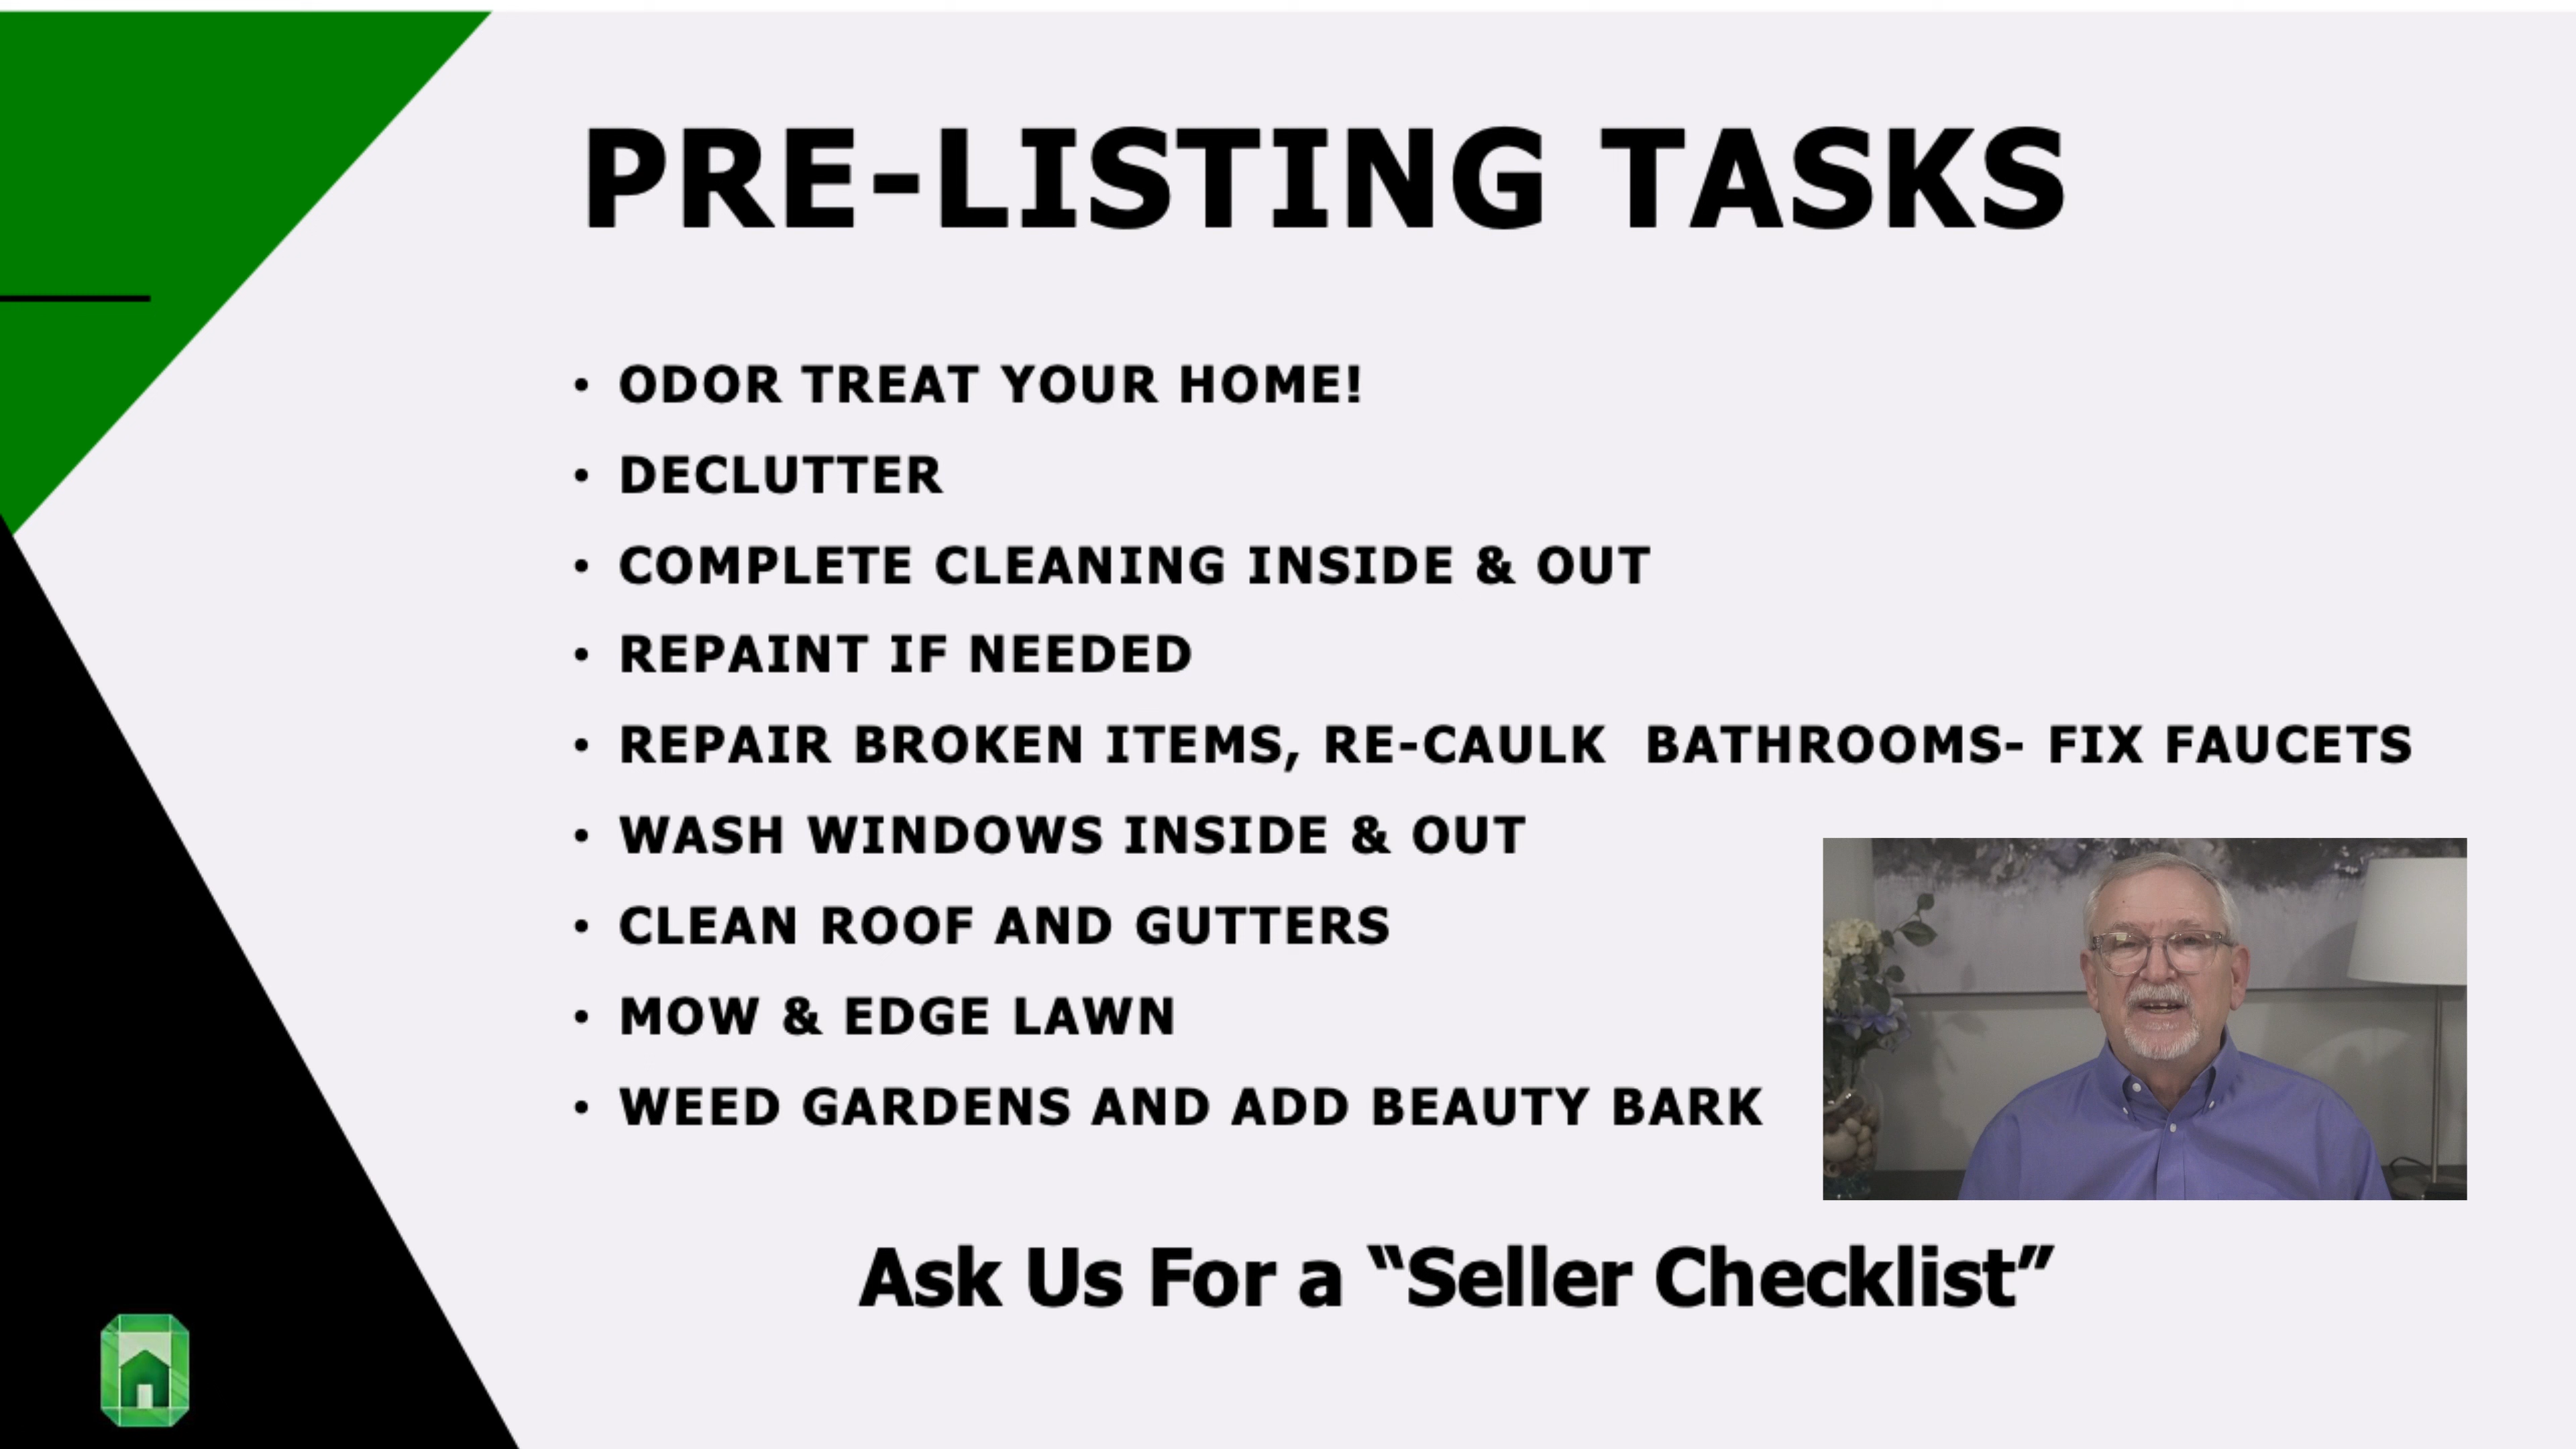 PRE-LISTING TASKS
• ODOR TREAT YOUR HOME!
• DECLUTTER
• COMPLETE CLEANING INSIDE & OUT
• REPAINT IF NEEDED
• REPAIR BROKEN ITEMS, RE-CAULK  BATHROOMS- FIX FAUCETS
• WASH WINDOWS INSIDE & OUT
• CLEAN ROOF AND GUTTERS
• MOW & EDGE LAWN
• WEED GARDENS AND ADD BEAUTY BARK
Ask Us For a “Seller Checklist”